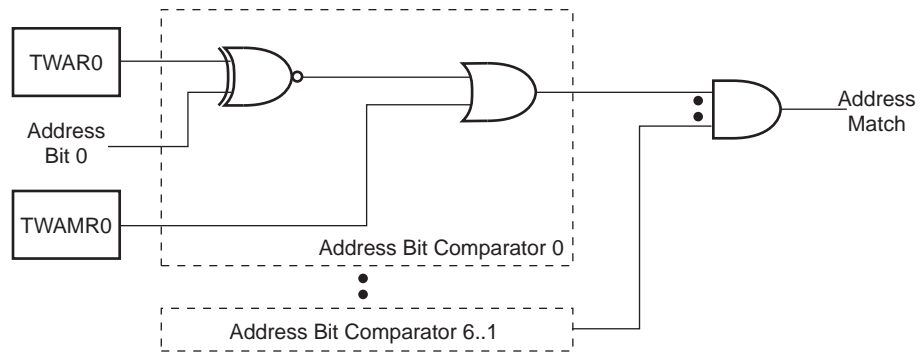 TWAR0
Address
Bit 0
TWAMR0
Address Bit Comparator 0
Address Bit Comparator 6..1
Address
Match